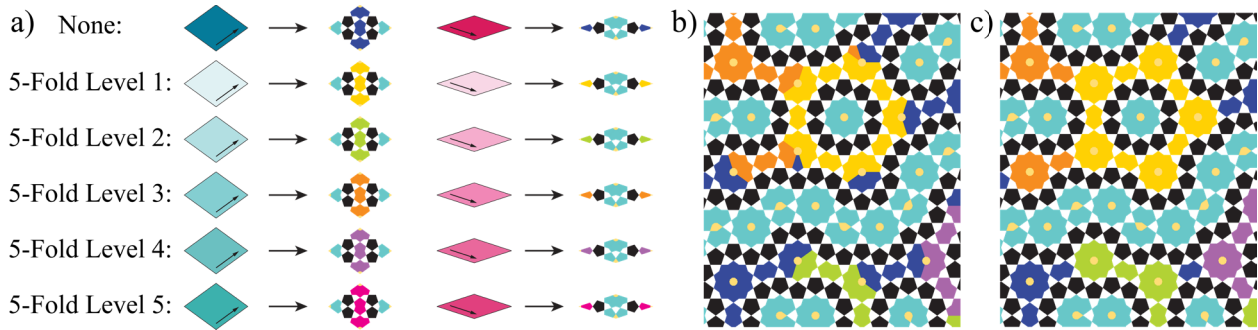 a) None: b) c)
5-Fold Level 1:
5-Fold Level 2:
5-Fold Level 3:
5-Fold Level 4:
5-Fold Level 5: